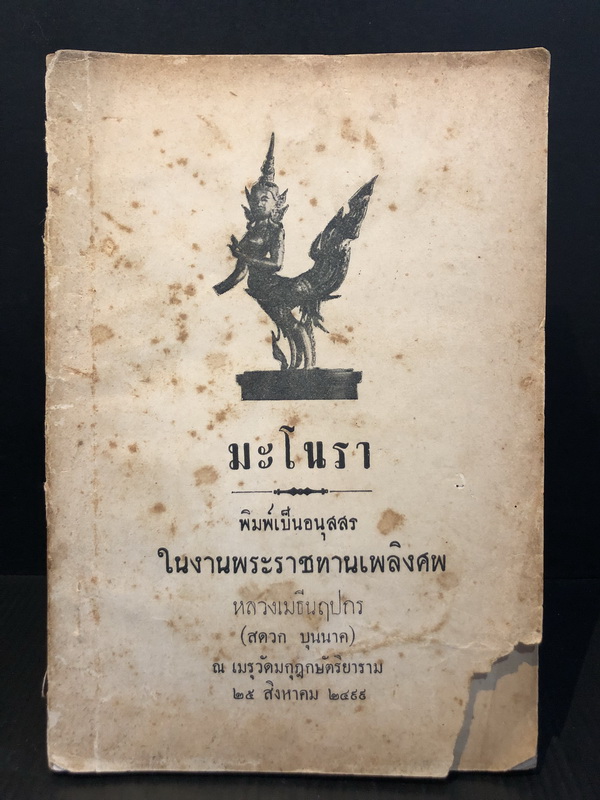 มะโนรา
พิมพ์เป็นอนุสสร
ในงานพระราชทานเพลิงศพ
หลวงเมธีนฤปกร
(สดวก บุนนาค)
ณ เมรุวัดมกุฎกษัตริยาราม
๒๕ สิงหาคม ๒๔๙๙